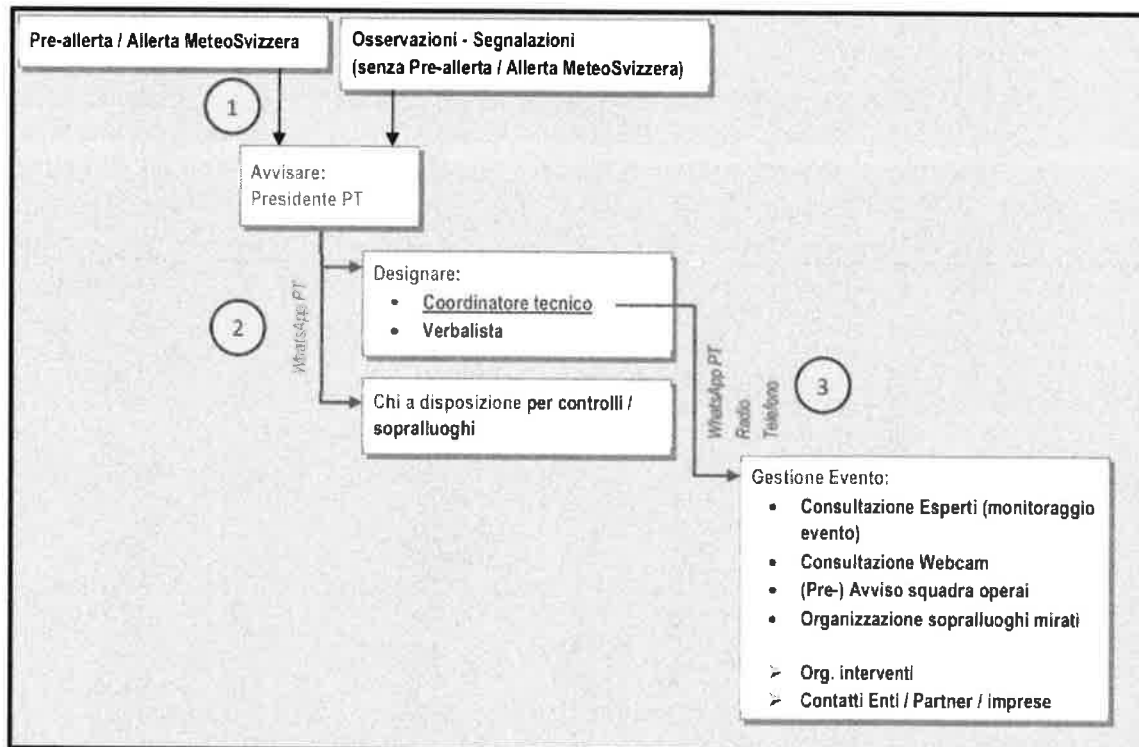 Pre-allerta / Allerta MeteoSvizzera
Osservazioni - Segnalazioni
(senza Pre-allerta / Allerta MeteoSvizzera)
1
Avvisare:
Presidente PT
2
WhatsApp PT
Designare:
• Coordinatore tecnico
• Verbalista
Chi a disposizione per controlli /
sopralluoghi
WhatsApp PT
Radio
Telefono
3
Gestione Evento:
• Consultazione Esperti (monitoraggio
evento)
• Consultazione Webcam
• (Pre-) Avviso squadra operai
• Organizzazione sopralluoghi mirati
➢ Org. interventi
➢ Contatti Enti / Partner / imprese